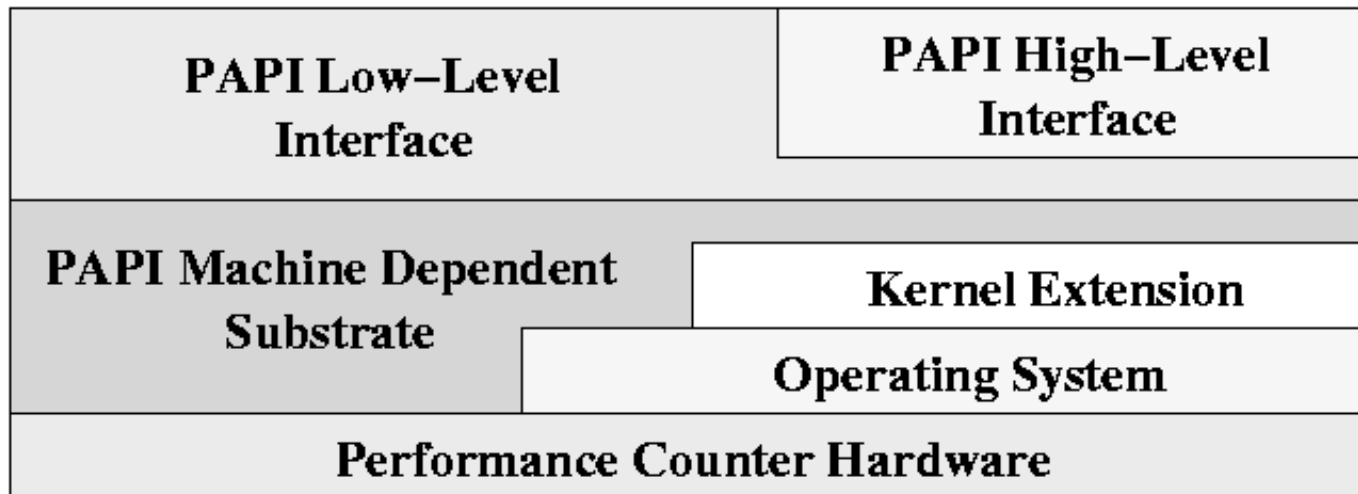 PAPI Low–Level
Interface
PAPI High–Level
Interface
PAPI Machine Dependent
Substrate
Kernel Extension
Operating System
Performance Counter Hardware